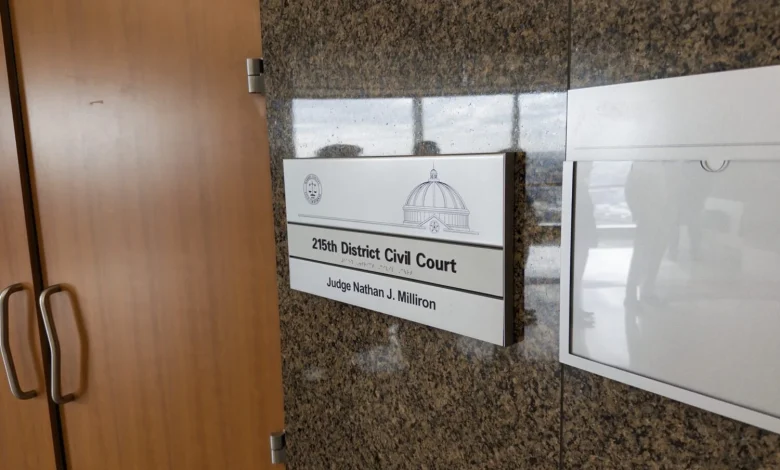 215th District Civil Court
Judge Nathan J. Milliron